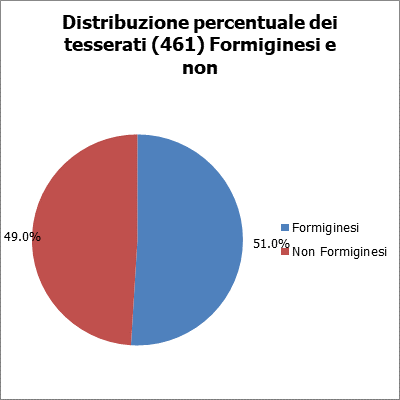 Distribuzione percentuale dei
tesserati (461) Formiginesi e
non
49.0%
51.0%
Formiginesi
Non Formiginesi